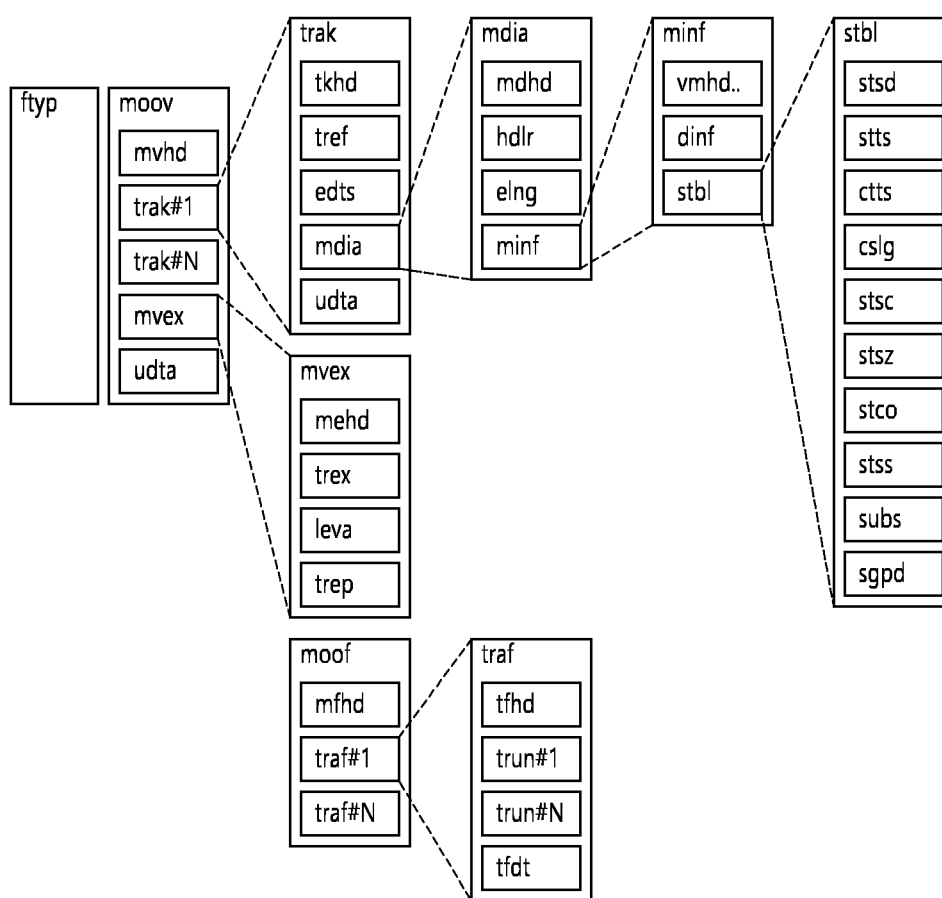 ftyp
moov
mvhd
trak#1
trak#N
mvex
udta
trak
tkhd
tref
edts
mdia
udta
mdia
mdhd
hdlr
elng
minf
minf
vmhd..
dinf
stbl
stbl
stsd
stts
ctts
cslg
stsc
stsz
stco
stss
subs
sgpd
mvex
mehd
trex
leva
trep
moof
mfhd
traf#1
traf#N
traf
tfhd
trun#1
trun#N
tfdt